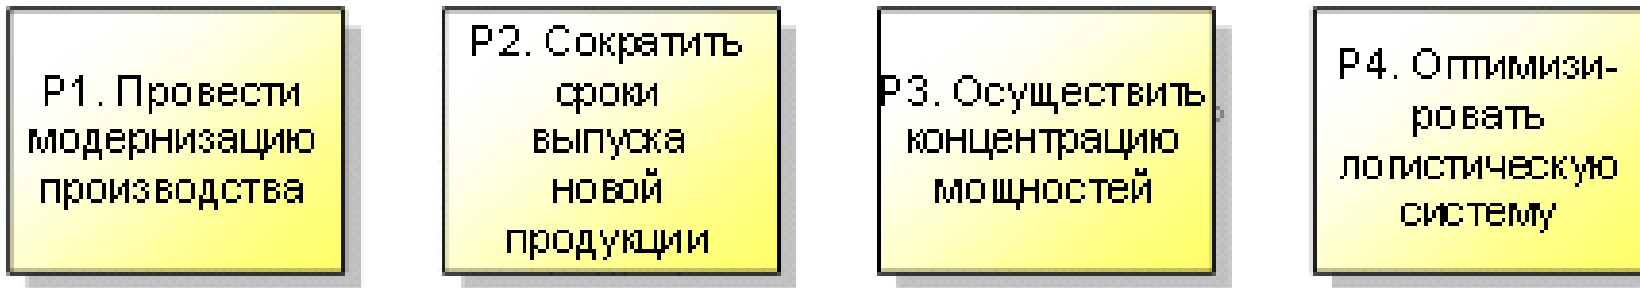 Р1. Провести
модернизацию
производства
Р2. Сократить
сроки
выпуска
новой
продукции
Р3. Осуществить
концентрацию
мощностей
Р4. Оптимизи-
ровать
логистическую
систему